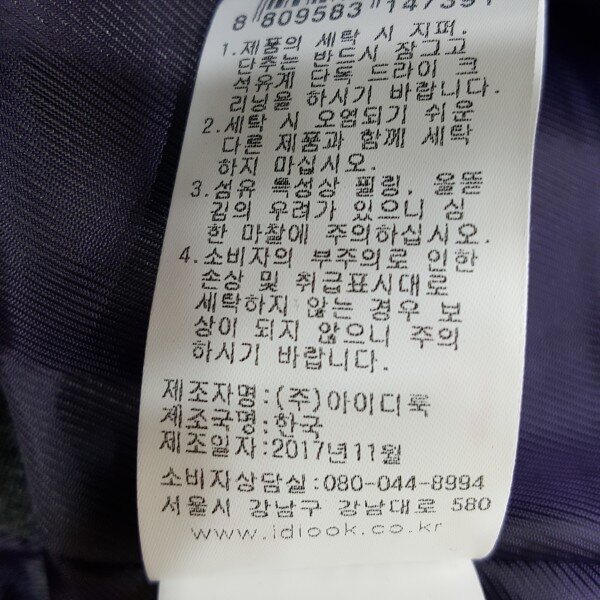 8 809583 147391
1.제품의 세탁 시 지퍼,
단추는 반드시 잠그고
석유계 단독 드라이 크
리닝을 하시기 바랍니다.
2.세탁 시 오염되기 쉬운
다른 제품과 함께 세탁
하지 마십시오.
3.섬유 특성상 필링, 올뜯
김의 우려가 있으니 심
한 마찰에 주의하십시오.
4.소비자의 부주의로 인한
손상 및 취급표시대로
세탁하지 않는 경우 보
상이 되지 않으니 주의
하시기 바랍니다.
제조자명:(주)아이디룩
제조국명:한국
제조일자:2017년11월
소비자상담실:080-044-8994
서울시 강남구 강남대로 580
www.idlook.co.kr